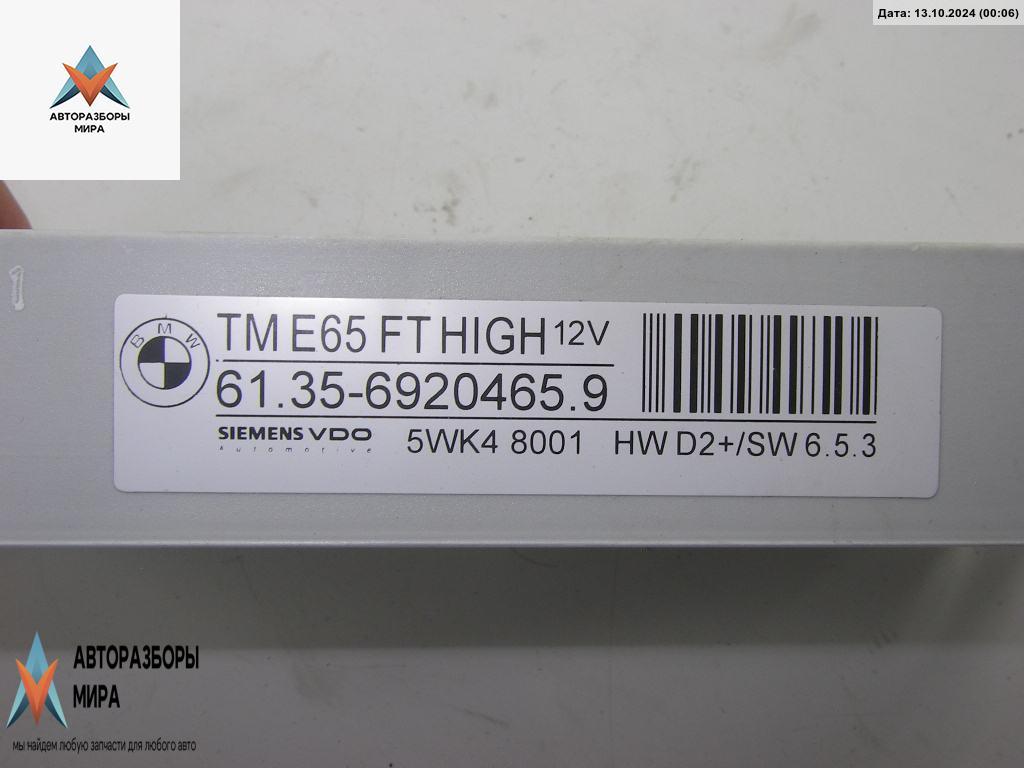 Дата: 13.10.2024 (00:06)
АВТОРАЗБОРЫ
МИРА
1
BMW
TM E65 FT HIGH 12V
61.35-6920465.9
SIEMENS VDO
Automotive
5WK4 8001 HW D2+/SW 6.5.3
АВТОРАЗБОРЫ
МИРА
мы найдем любую запчасти для любого авто